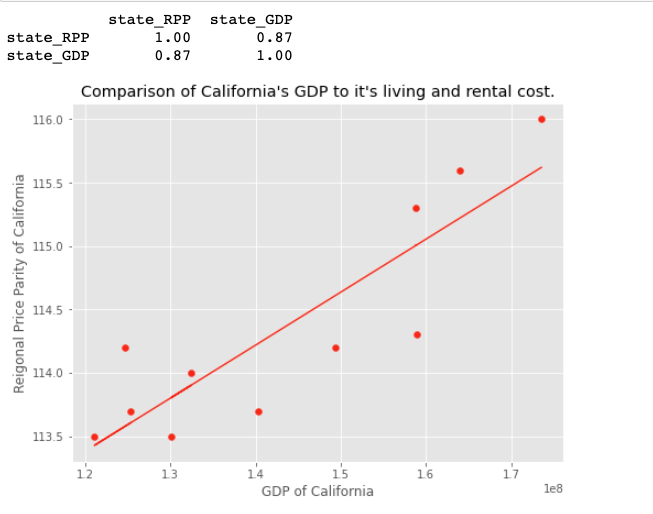 state_RPP state_GDP
state_RPP 1.00 0.87
state_GDP 0.87 1.00
Comparison of California's GDP to it's living and rental cost.
116.0
115.5
115.0
114.5
114.0
113.5
Reigonal Price Parity of California
1.2 1.3 1.4 1.5 1.6 1.7
1e8
GDP of California